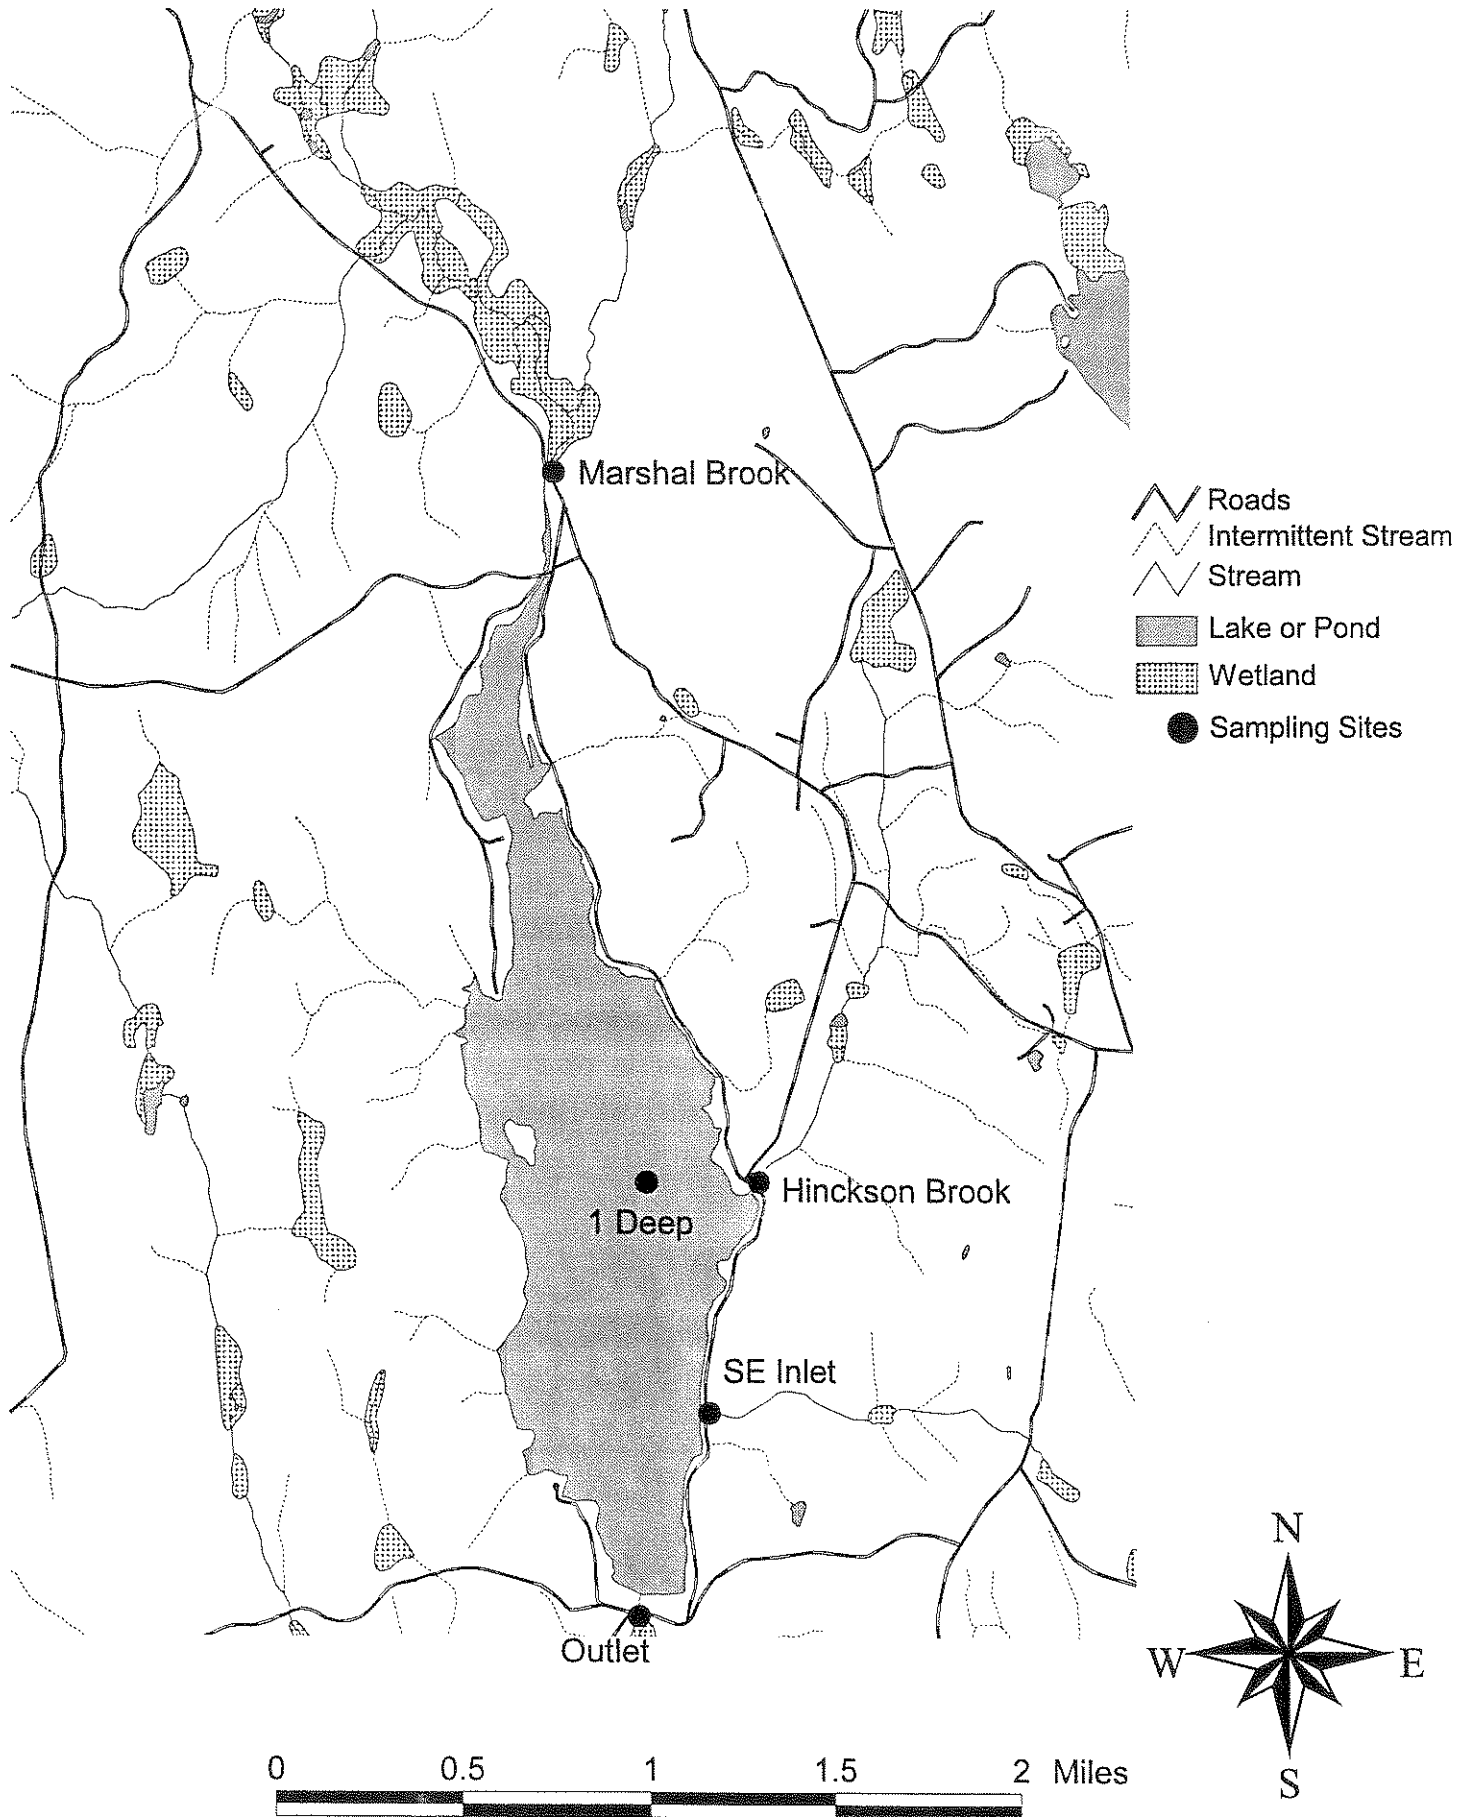 Marshal Brook
Roads
Intermittent Stream
Stream
Lake or Pond
Wetland
Sampling Sites
Hinckson Brook
1 Deep
SE Inlet
Outlet
N
W E
S
0 0.5 1 1.5 2 Miles